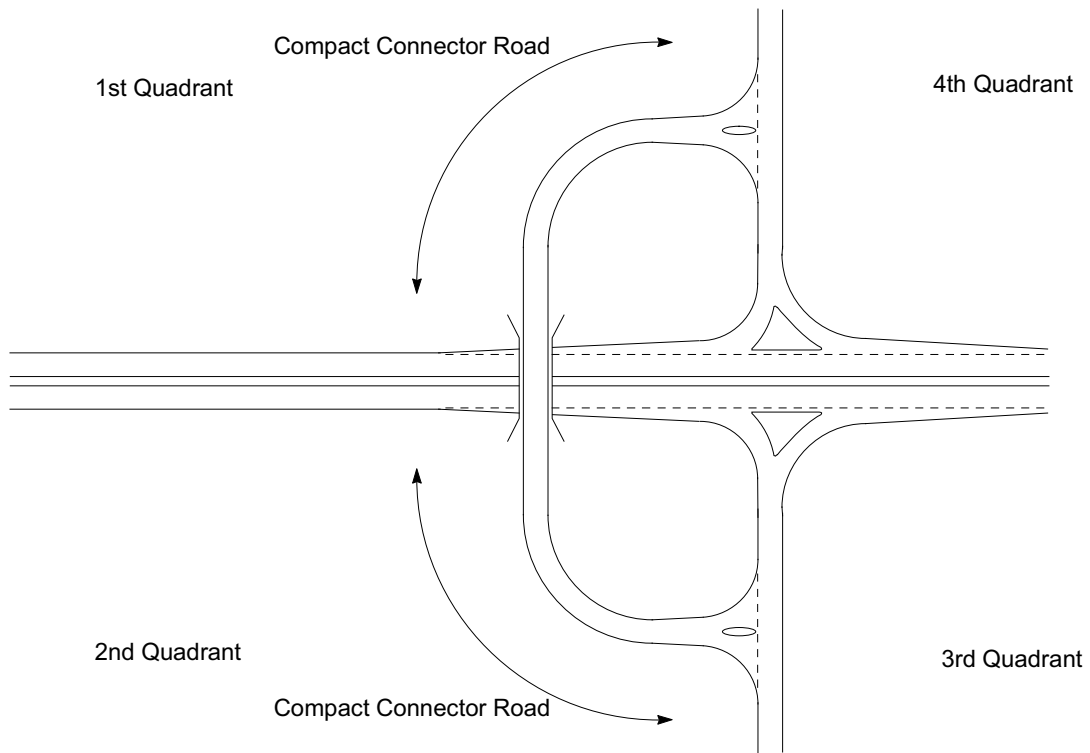 Compact Connector Road
1st Quadrant
4th Quadrant
2nd Quadrant
3rd Quadrant
Compact Connector Road